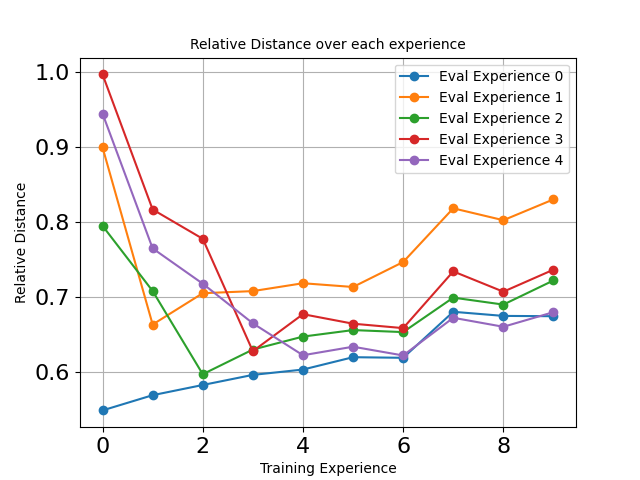 Relative Distance over each experience
Eval Experience 0
Eval Experience 1
Eval Experience 2
Eval Experience 3
Eval Experience 4
Relative Distance
1.0
0.9
0.8
0.7
0.6
0 2 4 6 8
Training Experience